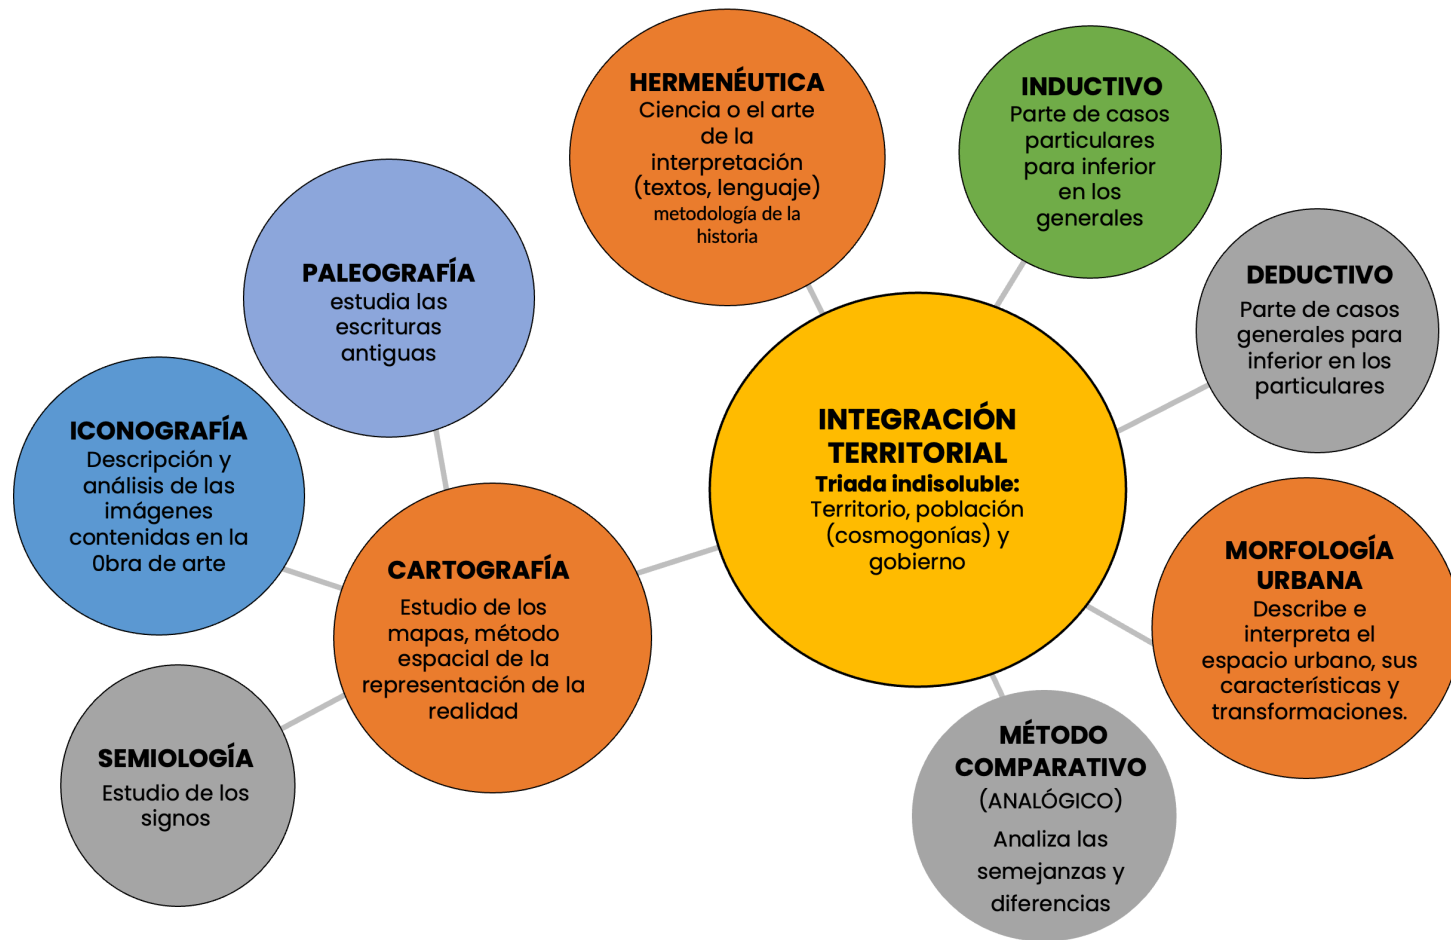 HERMENÉUTICA
Ciencia o el arte
de la
interpretación
(textos, lenguaje)
metodología de la
historia
INDUCTIVO
Parte de casos
particulares
para inferior
en los
generales
PALEOGRAFÍA
estudia las
escrituras
antiguas
DEDUCTIVO
Parte de casos
generales para
inferior en los
particulares
ICONOGRAFÍA
Descripción y
análisis de las
imágenes
contenidas en la
0bra de arte
INTEGRACIÓN
TERRITORIAL
Triada indisoluble:
Territorio, población
(cosmogonías) y
gobierno
CARTOGRAFÍA
Estudio de los
mapas, método
espacial de la
representación de la
realidad
MORFOLOGÍA
URBANA
Describe e
interpreta el
espacio urbano, sus
características y
transformaciones.
SEMIOLOGÍA
Estudio de los
signos
MÉTODO
COMPARATIVO
(ANALÓGICO)
Analiza las
semejanzas y
diferencias